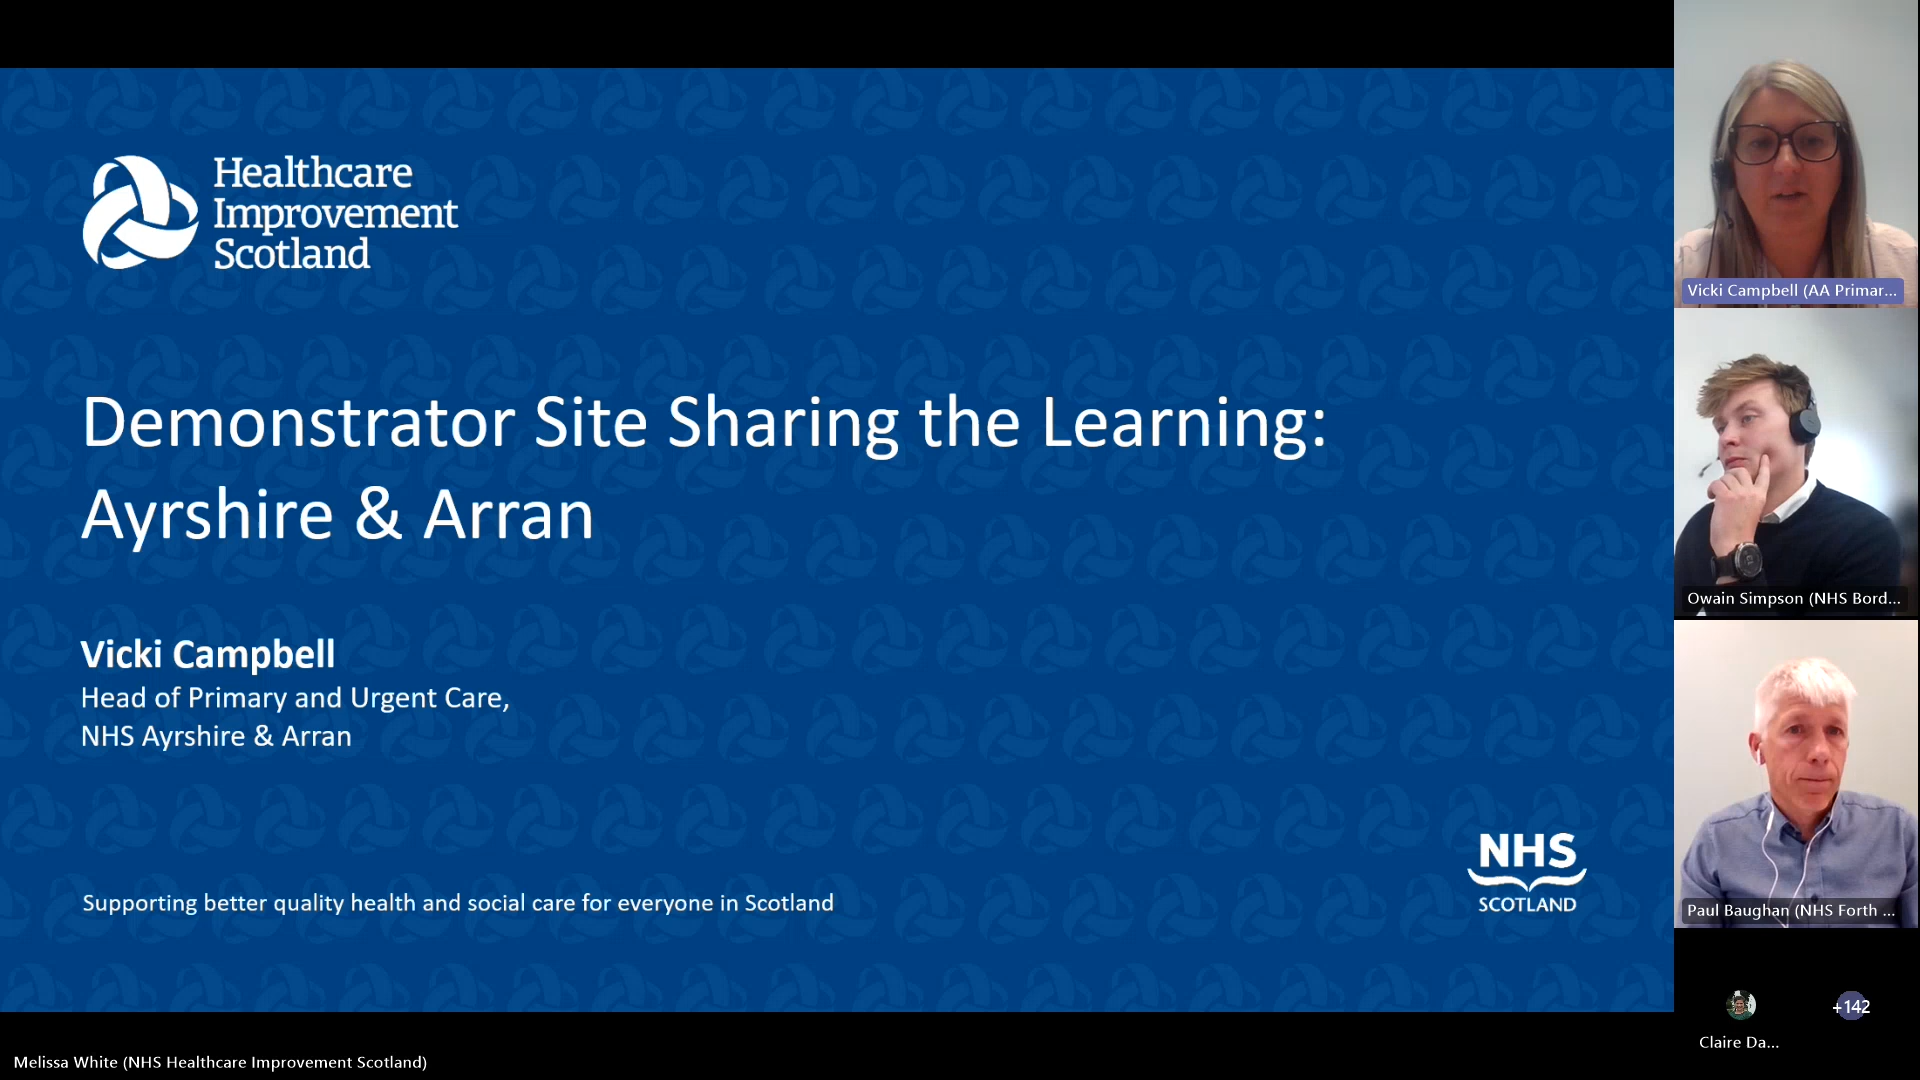 Healthcare
Improvement
Scotland
Demonstrator Site Sharing the Learning:
Ayrshire & Arran
Vicki Campbell
Head of Primary and Urgent Care,
NHS Ayrshire & Arran
Supporting better quality health and social care for everyone in Scotland
NHS
SCOTLAND
Vicki Campbell (AA Primar...
Owain Simpson (NHS Bord...
Paul Baughan (NHS Forth ...
+142
Claire Da...
Melissa White (NHS Healthcare Improvement Scotland)